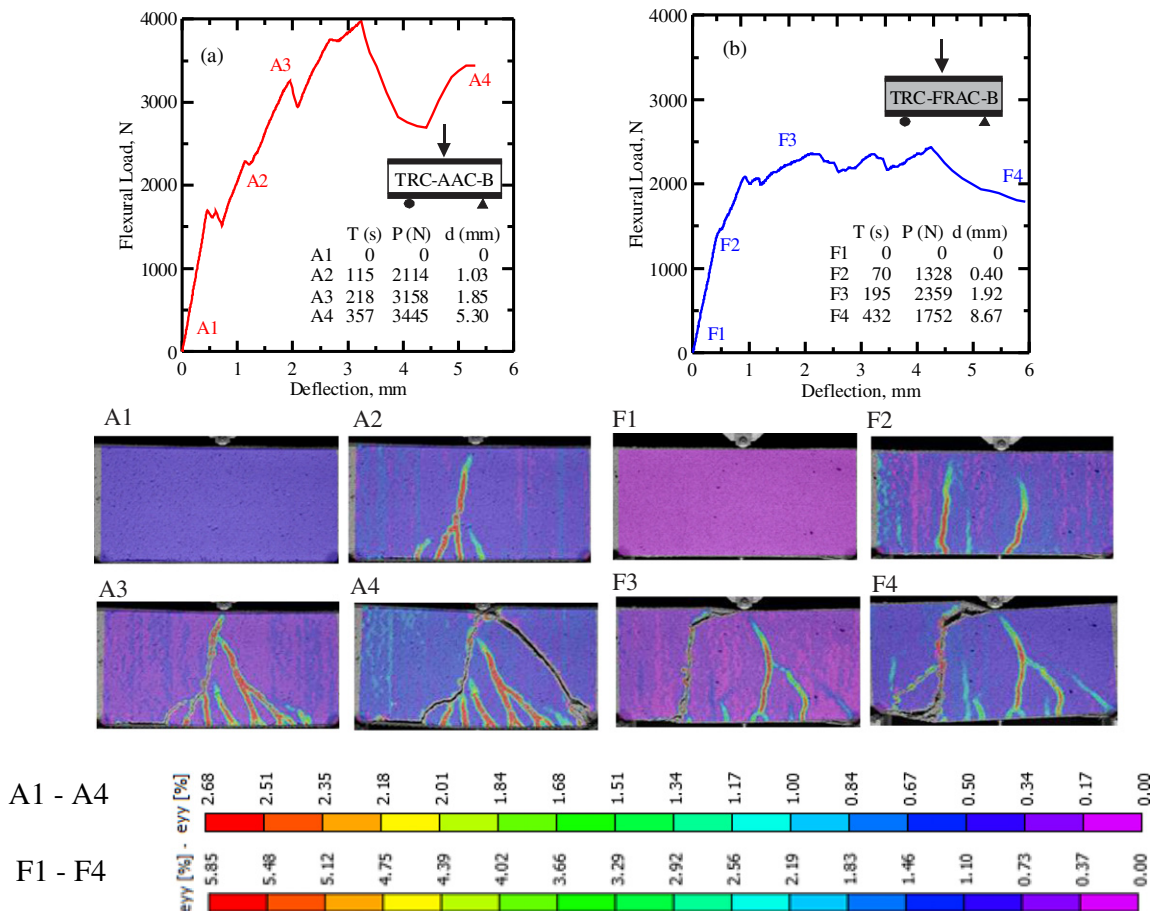 (a)
4000
3000
2000
1000
0
Flexural Load, N
A1
A2
A3
A4
TRC-AAC-B
T (s) P (N) d (mm)
A1 0 0 0
A2 115 2114 1.03
A3 218 3158 1.85
A4 357 3445 5.30
0 1 2 3 4 5 6
Deflection, mm
(b)
4000
3000
2000
1000
0
Flexural Load, N
F1
F2
F3
F4
TRC-FRAC-B
T (s) P (N) d (mm)
F1 0 0 0
F2 70 1328 0.40
F3 195 2359 1.92
F4 432 1752 8.67
0 1 2 3 4 5 6
Deflection, mm
A1
A2
F1
F2
A3
A4
F3
F4
A1 - A4
eyy [%] - eyy [%]
2.68 2.51 2.35 2.18 2.01 1.84 1.68 1.51 1.34 1.17 1.00 0.84 0.67 0.50 0.34 0.17 0.00
F1 - F4
5.85 5.48 5.12 4.75 4.39 4.02 3.66 3.29 2.92 2.56 2.19 1.83 1.46 1.10 0.73 0.37 0.00